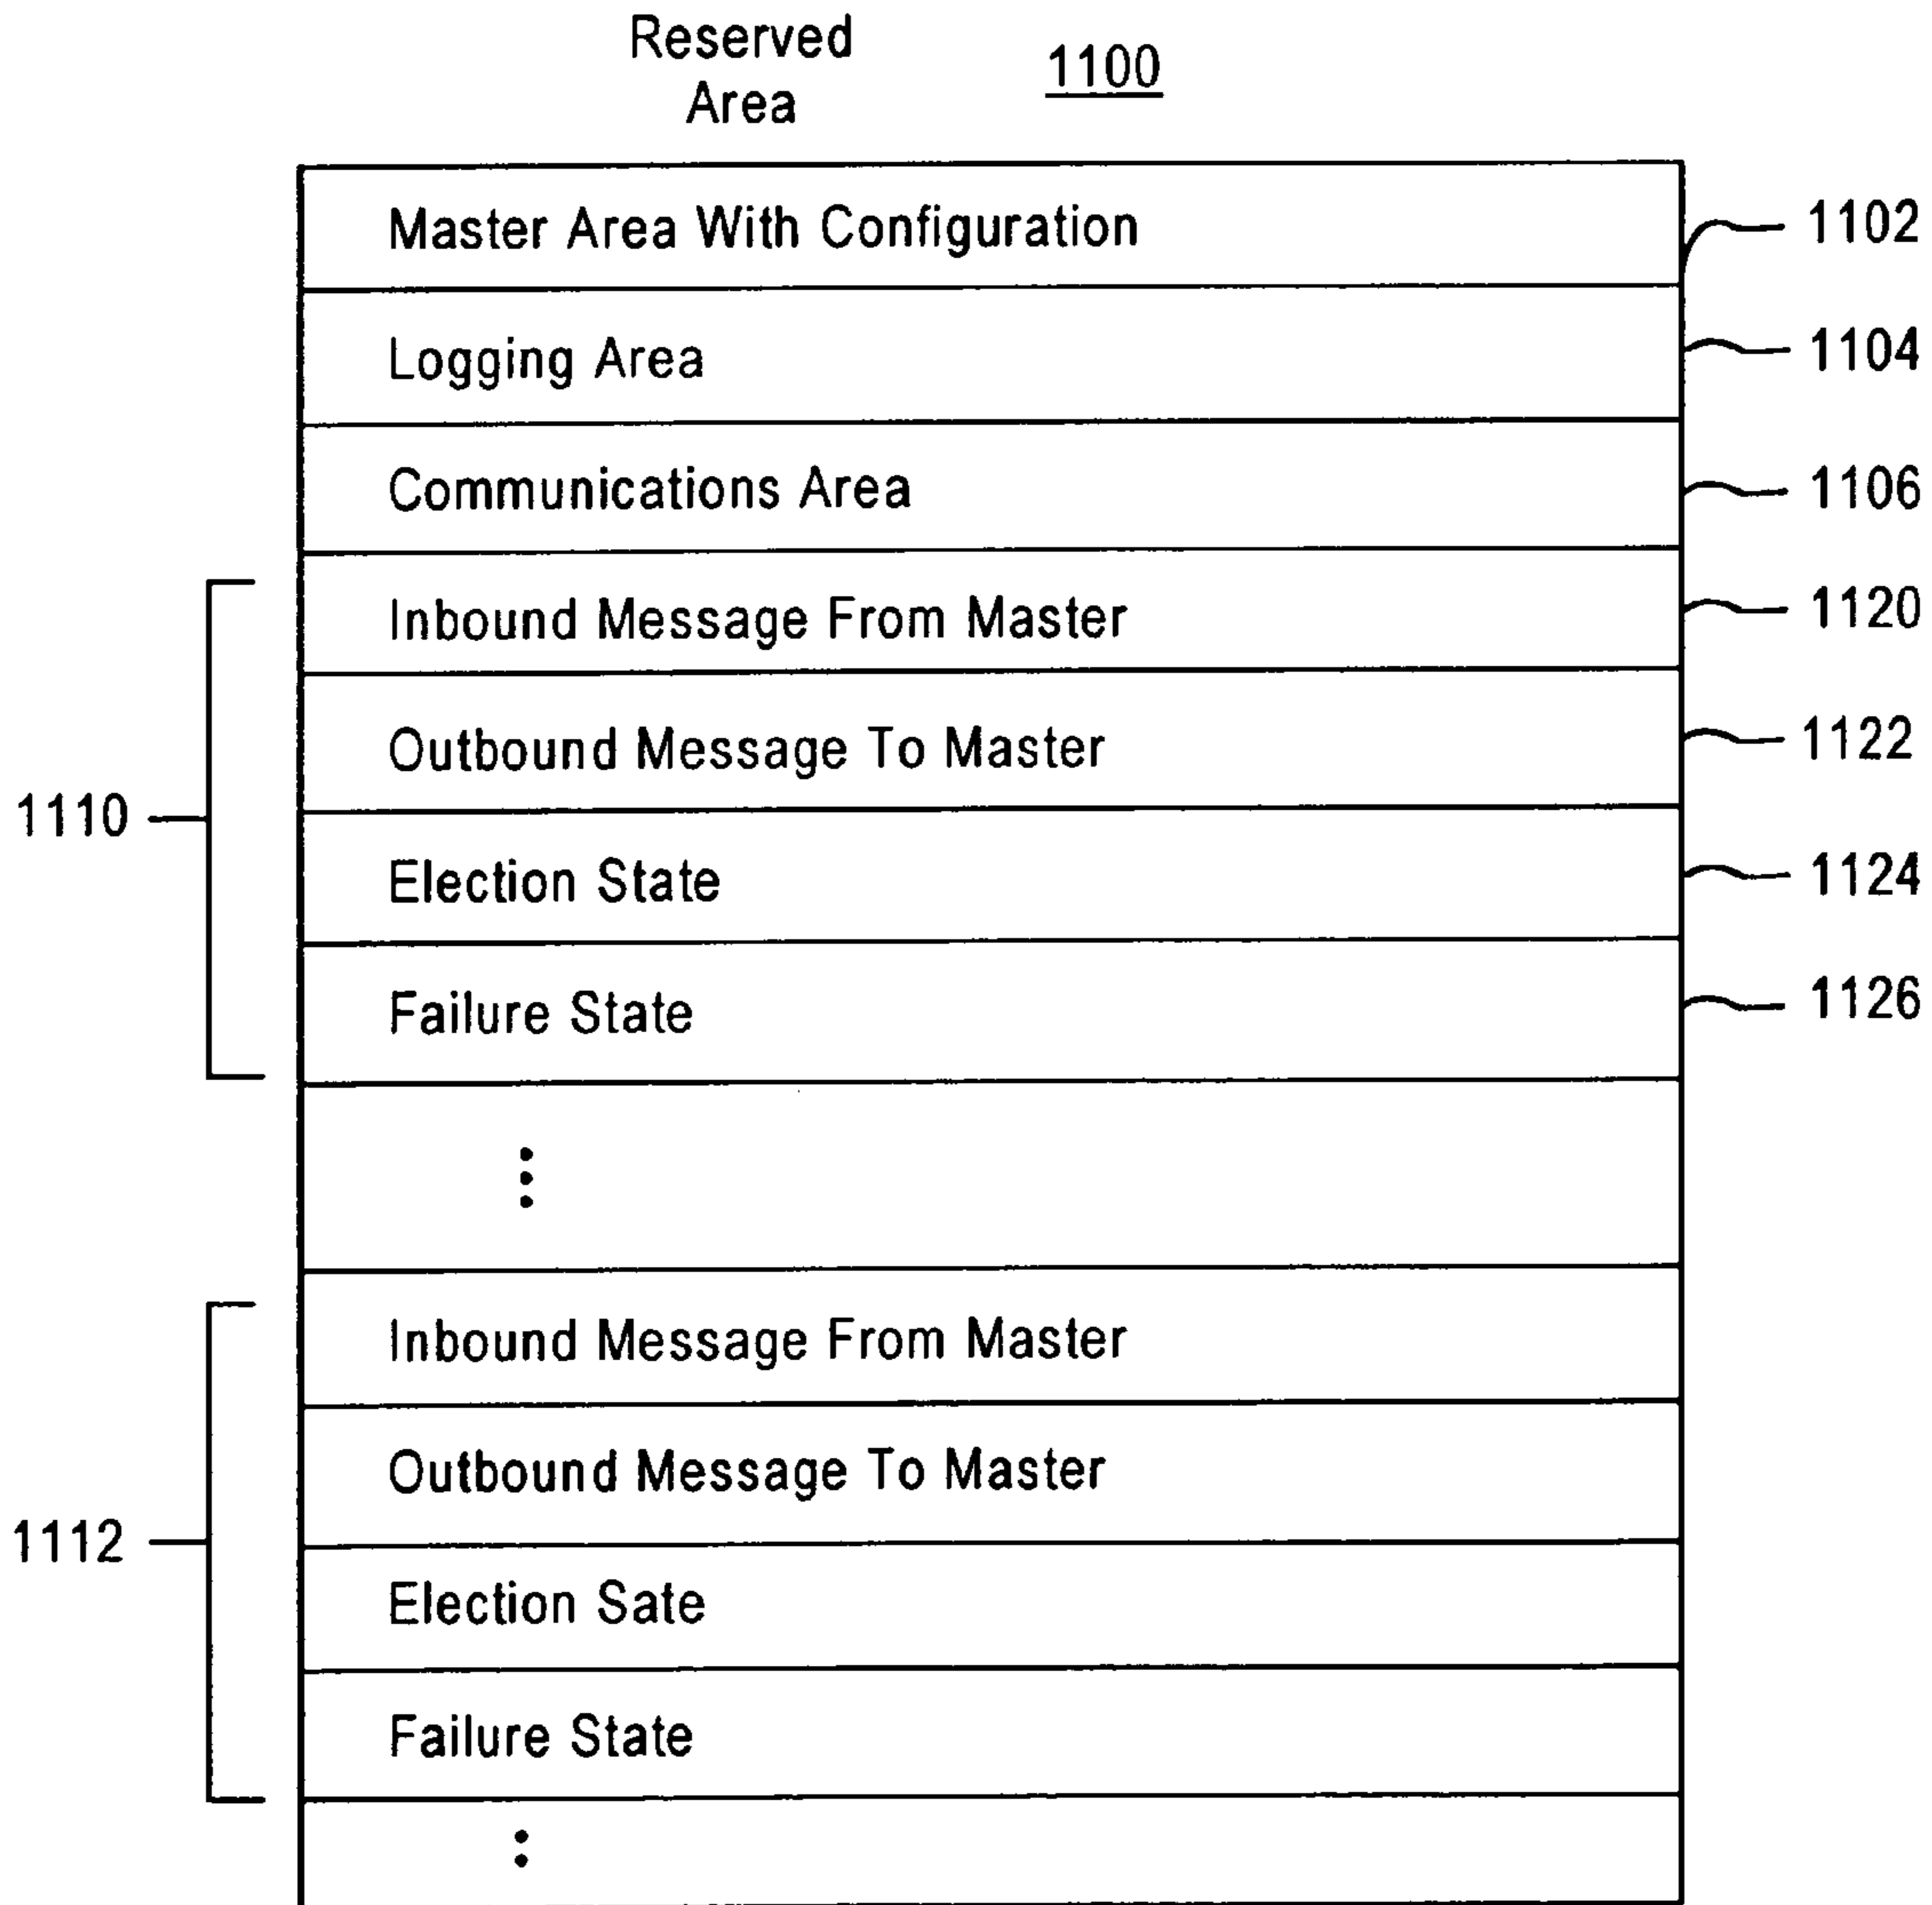 Reserved
Area
1100
Master Area With Configuration
1102
Logging Area
1104
Communications Area
1106
Inbound Message From Master
1120
Outbound Message To Master
1122
1110
Election State
1124
Failure State
1126
Inbound Message From Master
Outbound Message To Master
1112
Election Sate
Failure State